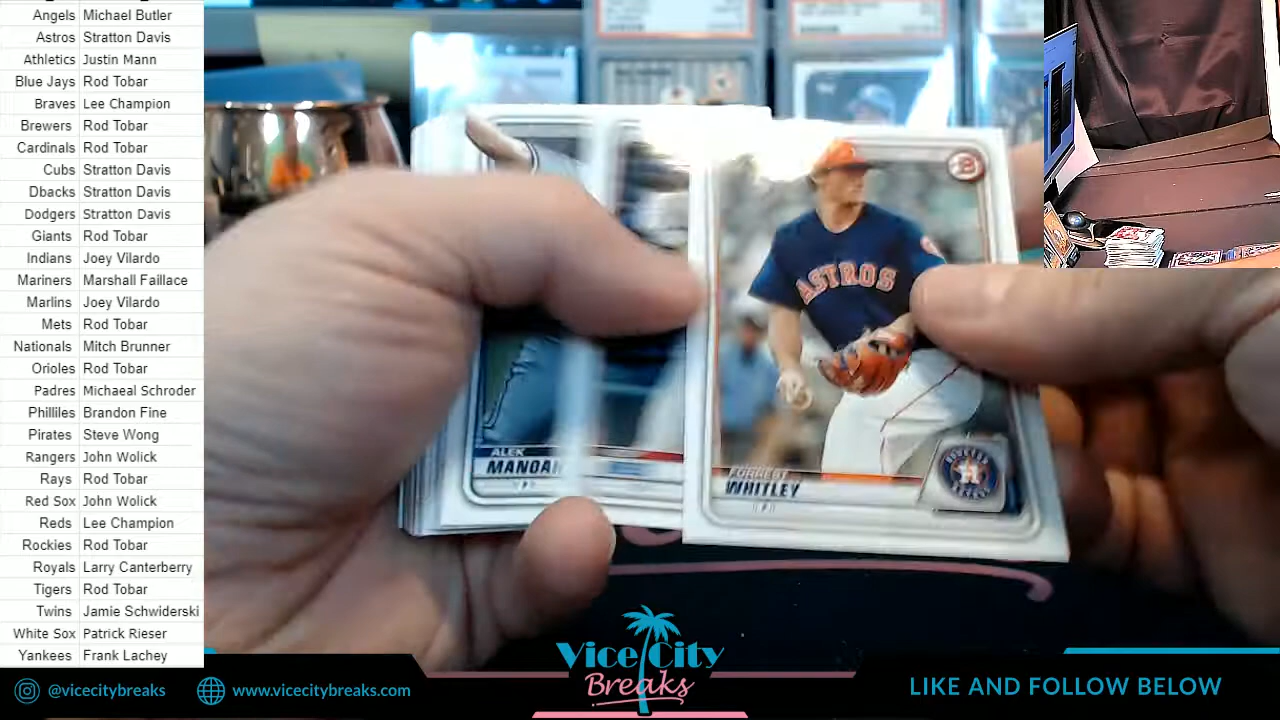 Angels Michael Butler
Astros Stratton Davis
Athletics Justin Mann
Blue Jays Rod Tobar
Braves Lee Champion
Brewers Rod Tobar
Cardinals Rod Tobar
Cubs Stratton Davis
Dbacks Stratton Davis
Dodgers Stratton Davis
Giants Rod Tobar
Indians Joey Vilardo
Mariners Marshall Faillace
Marlins Joey Vilardo
Mets Rod Tobar
Nationals Mitch Brunner
Orioles Rod Tobar
Padres Michaeal Schroder
Philliles Brandon Fine
Pirates Steve Wong
Rangers John Wolick
Rays Rod Tobar
Red Sox John Wolick
Reds Lee Champion
Rockies Rod Tobar
Royals Larry Canterberry
Tigers Rod Tobar
Twins Jamie Schwiderski
White Sox Patrick Rieser
Yankees Frank Lachey
ASTROS
ALEK
MANOAH
FORREST
WHITLEY
Vice City
Breaks
@vicecitybreaks
www.vicecitybreaks.com
LIKE AND FOLLOW BELOW